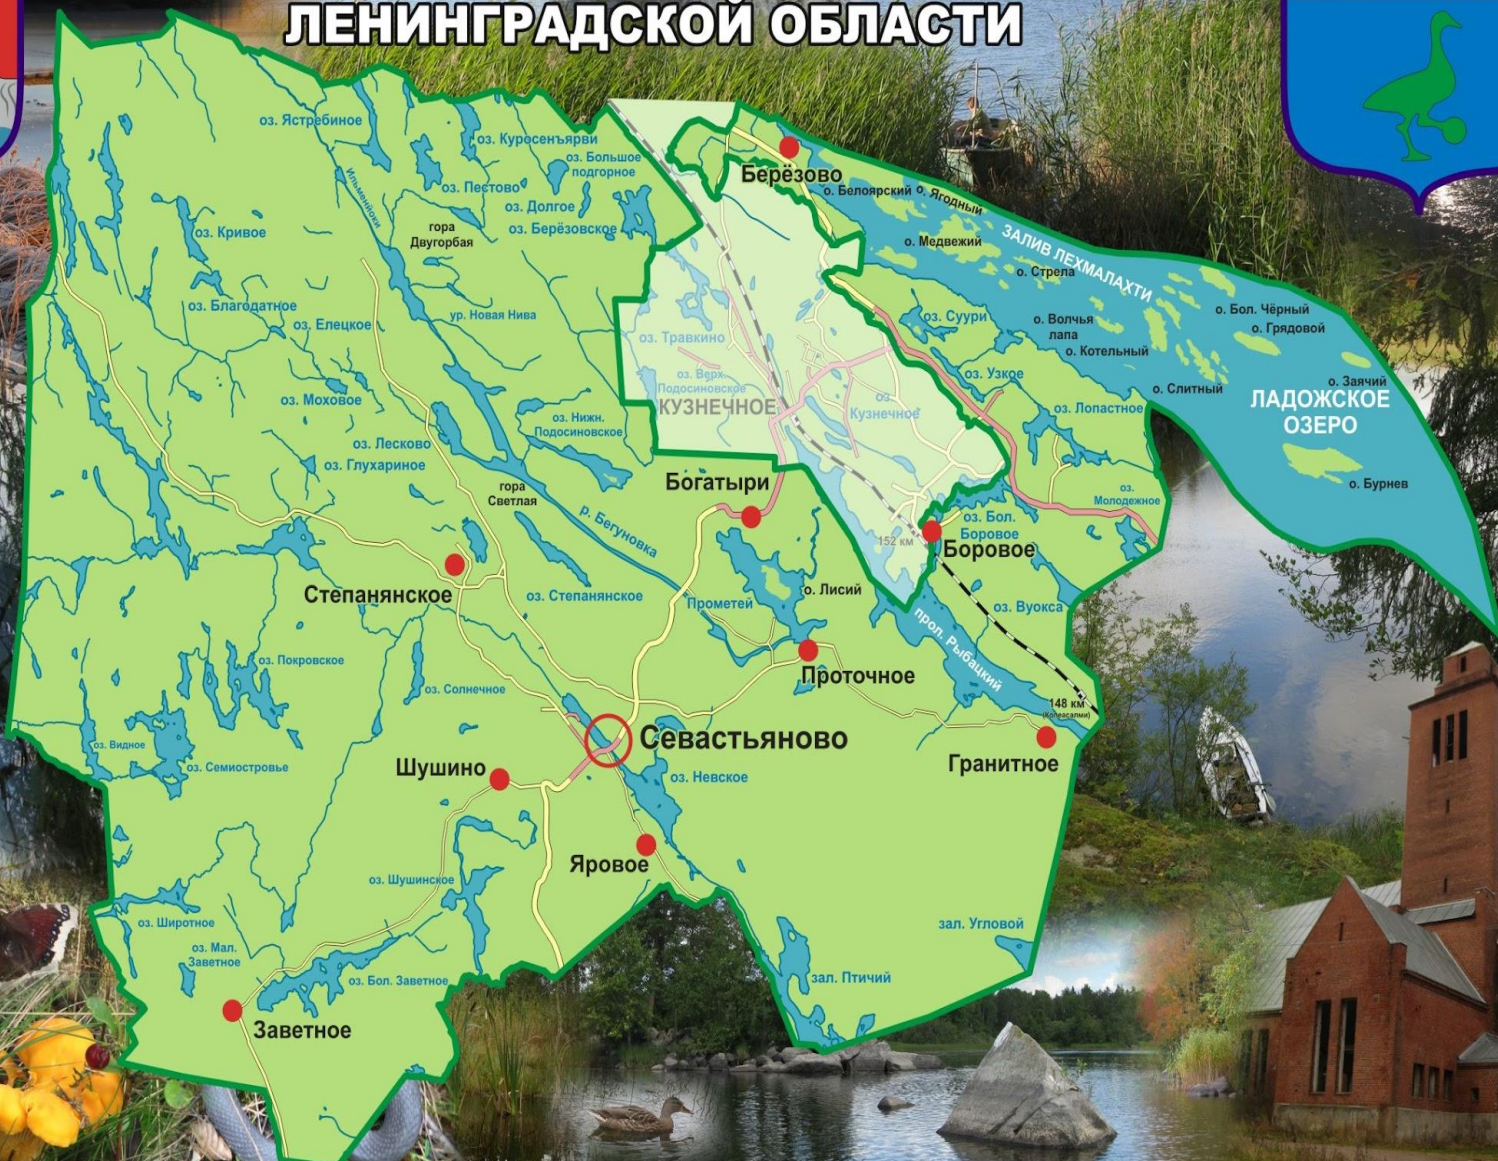 ЛЕНИНГРАДСКОЙ ОБЛАСТИ
оз. Ястребиное
оз. Куросенъярви
оз. Большое
подгорное
оз. Пестово
оз. Долгое
оз. Берёзовское
Ильменйоки
гора
Двугорбая
оз. Кривое
оз. Благодатное
оз. Елецкое
ур. Новая Нива
оз. Моховое
оз. Лесково
оз. Глухариное
оз. Нижн.
Подосиновское
гора
Светлая
р. Бегуновка
Берёзово
о. Белоярский
о. Ягодный
о. Медвежий
ЗАЛИВ ЛЕХМАЛАХТИ
о. Стрела
о. Волчья
лапа
о. Котельный
о. Бол. Чёрный
о. Грядовой
о. Слитный
о. Заячий
ЛАДОЖСКОЕ
ОЗЕРО
о. Бурнев
оз. Суури
оз. Узкое
оз. Лопастное
оз.
Молодежное
оз. Травкино
оз. Верх.
Подосиновское
КУЗНЕЧНОЕ
оз.
Кузнечное
Богатыри
152 км
оз. Бол.
Боровое
Боровое
Степанянское
оз. Степанянское
Прометей
о. Лисий
оз. Вуокса
прол. Рыбацкий
Проточное
148 км
(Контосалми)
Гранитное
оз. Покровское
оз. Солнечное
оз. Видное
оз. Семиостровье
Севастьяново
Шушино
оз. Невское
Яровое
оз. Шушинское
оз. Широтное
оз. Мал.
Заветное
оз. Бол. Заветное
Заветное
зал. Угловой
зал. Птичий